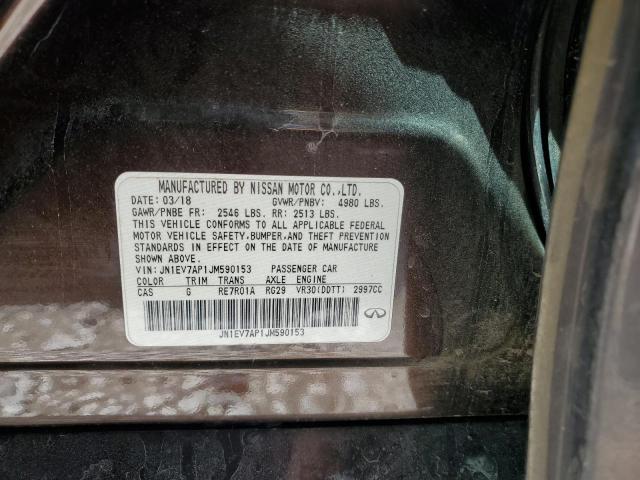 MANUFACTURED BY NISSAN MOTOR CO.,LTD.
DATE: 03/18 GVWR/PNBV: 4980 LBS.
GAWR/PNBE FR: 2546 LBS. RR: 2513 LBS.
THIS VEHICLE CONFORMS TO ALL APPLICABLE FEDERAL
MOTOR VEHICLE SAFETY, BUMPER, AND THEFT PREVENTION
STANDARDS IN EFFECT ON THE DATE OF MANUFACTURE
SHOWN ABOVE.
VIN: JN1EV7AP1JM590153 PASSENGER CAR
COLOR TRIM TRANS AXLE ENGINE
CAS G RE7R01A RG29 VR30(DDTT) 2997CC
JN1EV7AP1JM590153